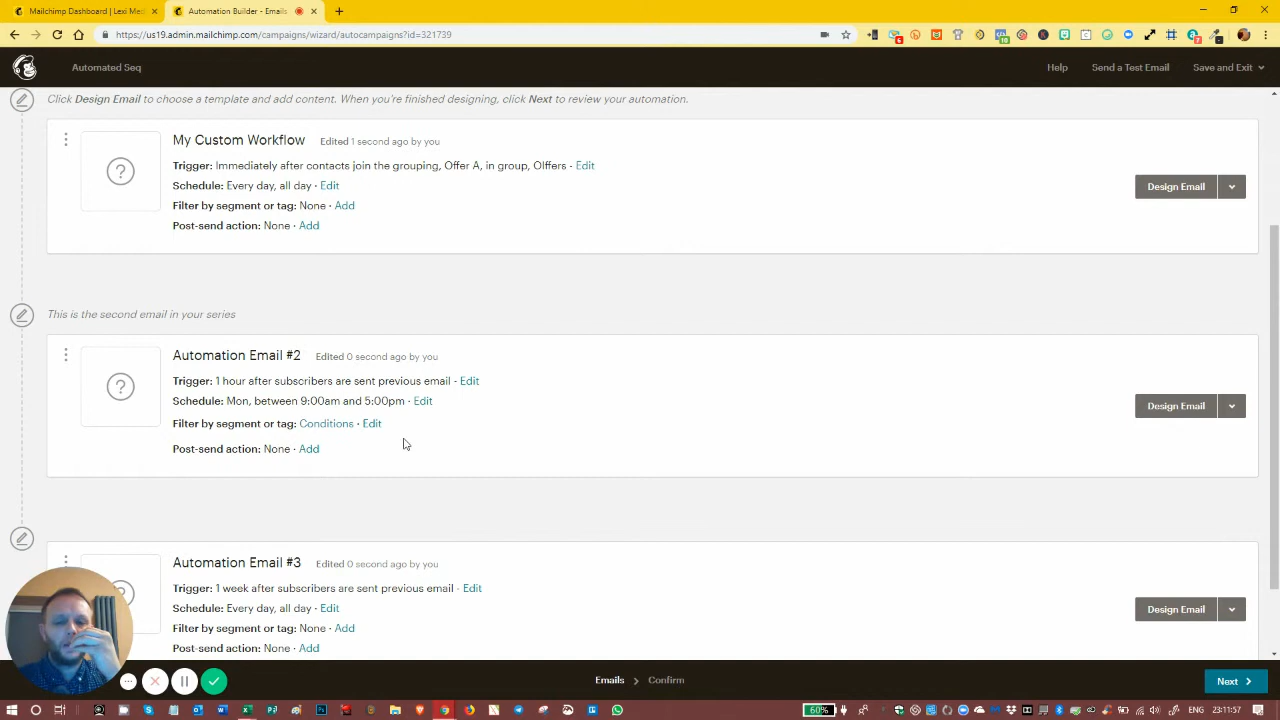 Mailchimp Dashboard | Lexi Med
Automation Builder - Emails
https://us19.admin.mailchimp.com/campaigns/wizard/autocampaigns?id=321739
Automated Seq
Help
Send a Test Email
Save and Exit
Click Design Email to choose a template and add content. When you're finished designing, click Next to review your automation.
My Custom Workflow Edited 1 second ago by you
Trigger: Immediately after contacts join the grouping, Offer A, in group, Olffers - Edit
Schedule: Every day, all day · Edit
Filter by segment or tag: None · Add
Post-send action: None · Add
Design Email
This is the second email in your series
Automation Email #2 Edited 0 second ago by you
Trigger: 1 hour after subscribers are sent previous email - Edit
Schedule: Mon, between 9:00am and 5:00pm · Edit
Filter by segment or tag: Conditions · Edit
Post-send action: None · Add
Design Email
Automation Email #3 Edited 0 second ago by you
Trigger: 1 week after subscribers are sent previous email - Edit
Schedule: Every day, all day · Edit
Filter by segment or tag: None · Add
Post-send action: None · Add
Design Email
Emails > Confirm
Next
60%
ENG
23:11:57